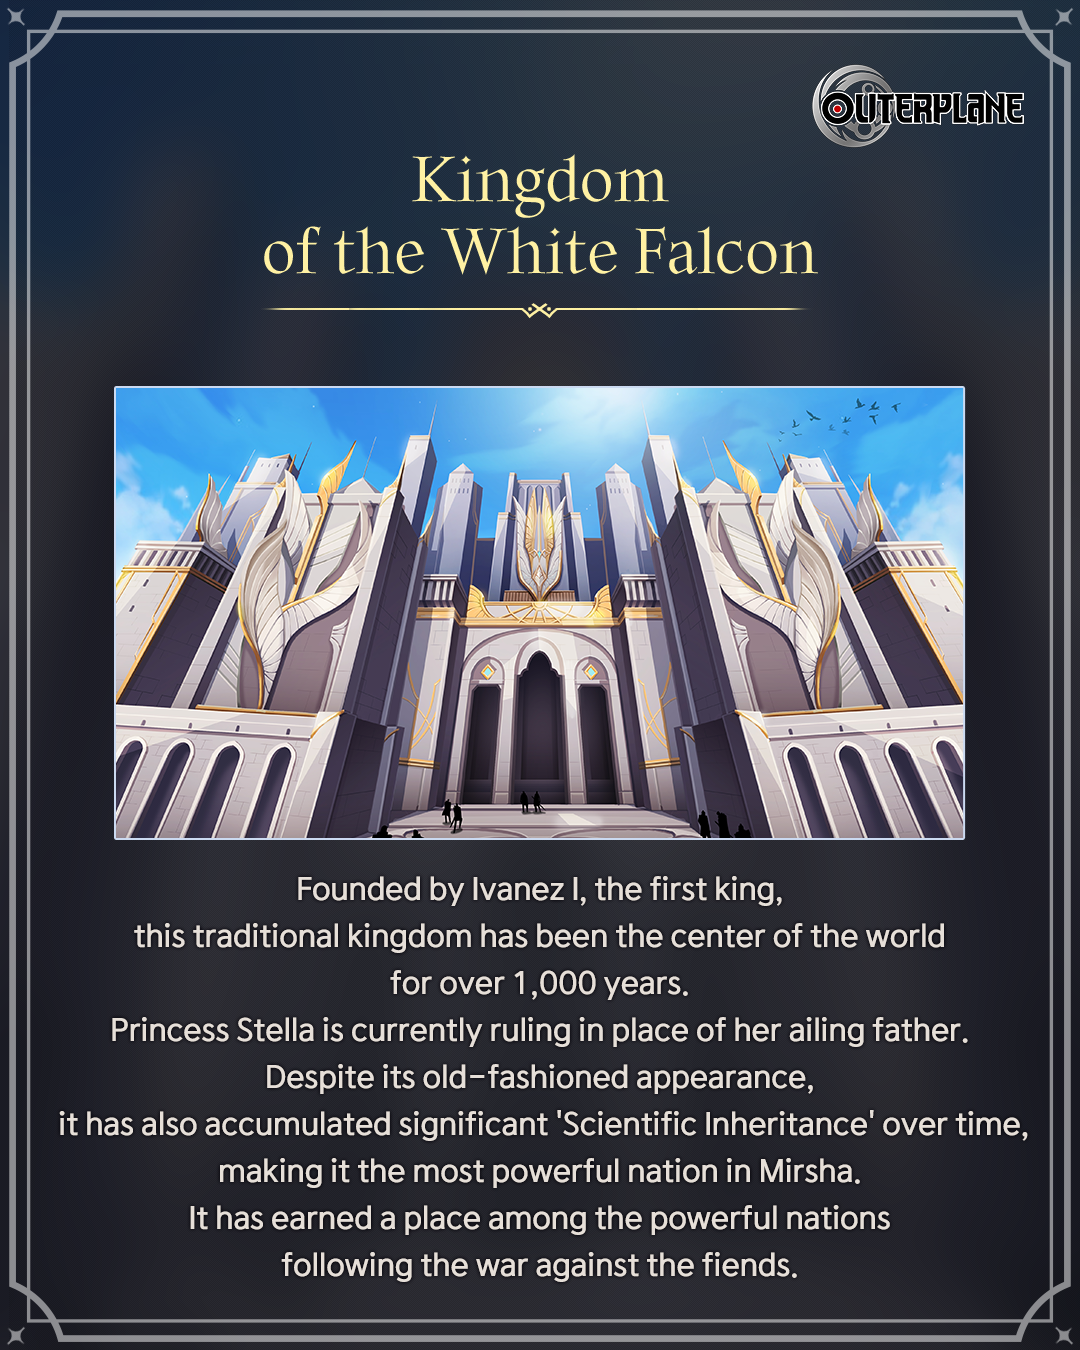 OUTERPLANE
Kingdom
of the White Falcon
Founded by Ivanez I, the first king,
this traditional kingdom has been the center of the world
for over 1,000 years.
Princess Stella is currently ruling in place of her ailing father.
Despite its old-fashioned appearance,
it has also accumulated significant 'Scientific Inheritance' over time,
making it the most powerful nation in Mirsha.
It has earned a place among the powerful nations
following the war against the fiends.